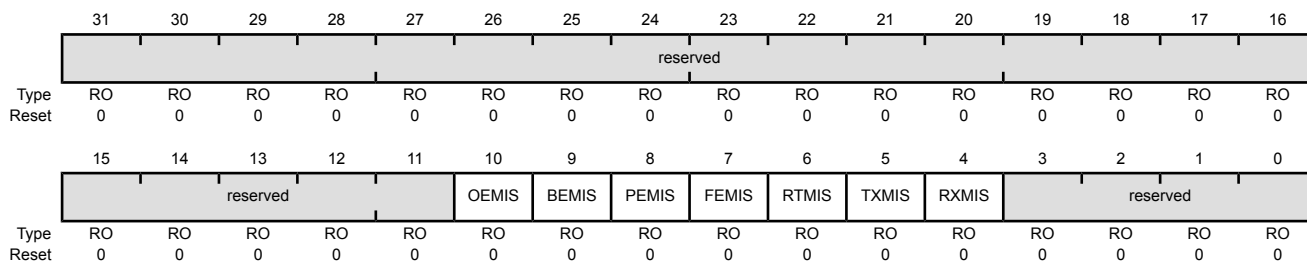 31 30 29 28 27 26 25 24 23 22 21 20 19 18 17 16
reserved
Type RO RO RO RO RO RO RO RO RO RO RO RO RO RO RO RO
Reset 0 0 0 0 0 0 0 0 0 0 0 0 0 0 0 0
15 14 13 12 11 10 9 8 7 6 5 4 3 2 1 0
reserved OEMIS BEMIS PEMIS FEMIS RTMIS TXMIS RXMIS reserved
Type RO RO RO RO RO RO RO RO RO RO RO RO RO RO RO RO
Reset 0 0 0 0 0 0 0 0 0 0 0 0 0 0 0 0